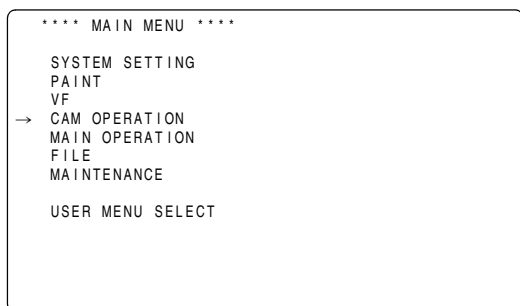 **** MAIN MENU ****
SYSTEM SETTING
PAINT
VF
→ CAM OPERATION
MAIN OPERATION
FILE
MAINTENANCE
USER MENU SELECT